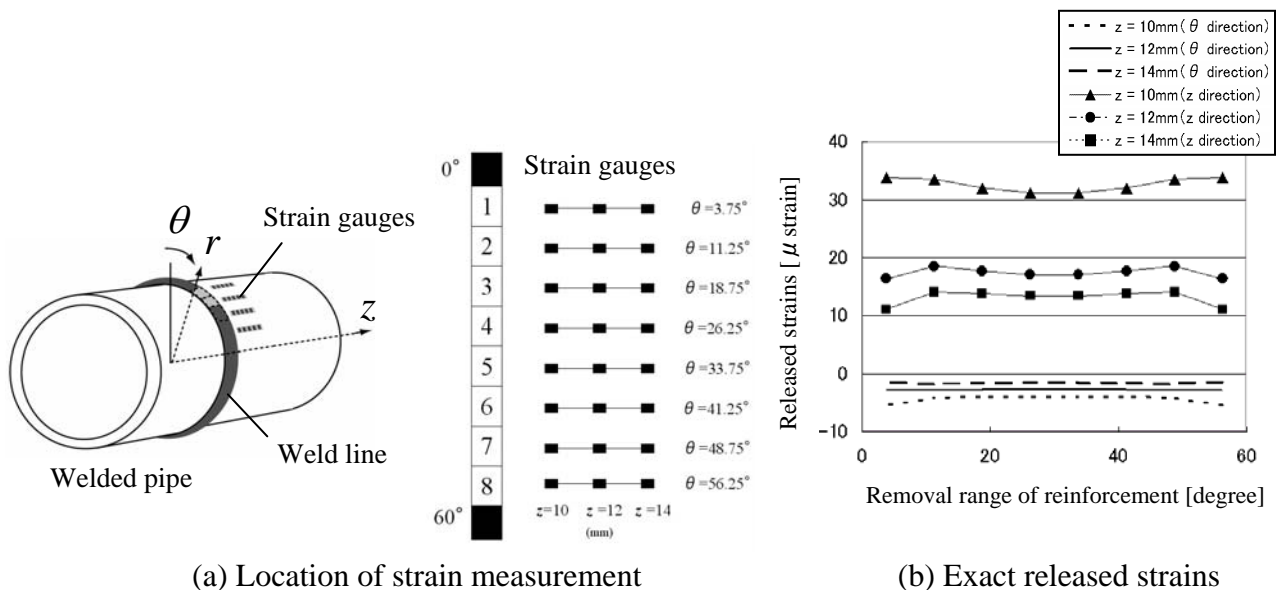 z = 10mm(θ direction)
z = 12mm(θ direction)
z = 14mm(θ direction)
z = 10mm(z direction)
z = 12mm(z direction)
z = 14mm(z direction)
θ
r
Strain gauges
z
Weld line
Welded pipe
0°
Strain gauges
1
θ=3.75°
2
θ=11.25°
3
θ=18.75°
4
θ=26.25°
5
θ=33.75°
6
θ=41.25°
7
θ=48.75°
8
θ=56.25°
60°
z=10 z=12 z=14
(mm)
Released strains [μ strain]
40
30
20
10
0
-10
0 20 40 60
Removal range of reinforcement [degree]
(a) Location of strain measurement
(b) Exact released strains